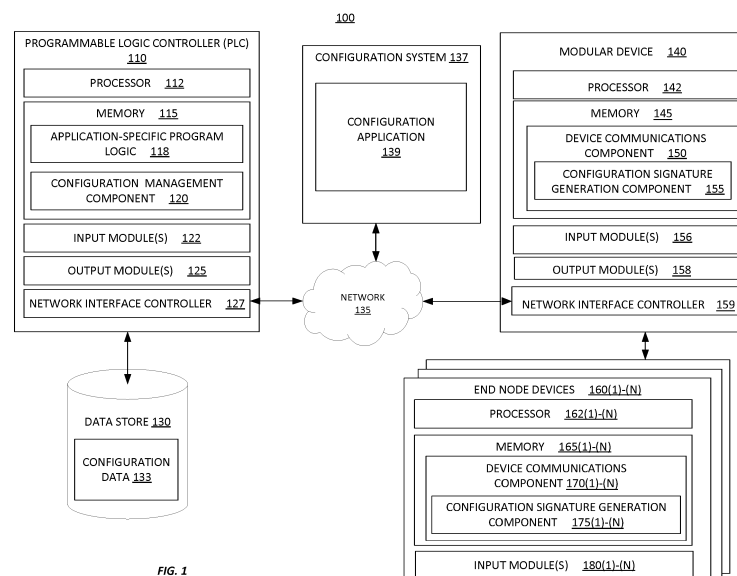 100
PROGRAMMABLE LOGIC CONTROLLER (PLC)
110
PROCESSOR 112
MEMORY 115
APPLICATION-SPECIFIC PROGRAM
LOGIC 118
CONFIGURATION MANAGEMENT
COMPONENT 120
INPUT MODULE(S) 122
OUTPUT MODULE(S) 125
NETWORK INTERFACE CONTROLLER 127
DATA STORE 130
CONFIGURATION
DATA 133
CONFIGURATION SYSTEM 137
CONFIGURATION
APPLICATION
139
NETWORK
135
MODULAR DEVICE 140
PROCESSOR 142
MEMORY 145
DEVICE COMMUNICATIONS
COMPONENT 150
CONFIGURATION SIGNATURE
GENERATION COMPONENT 155
INPUT MODULE(S) 156
OUTPUT MODULE(S) 158
NETWORK INTERFACE CONTROLLER 159
END NODE DEVICES 160(1)-(N)
PROCESSOR 162(1)-(N)
MEMORY 165(1)-(N)
DEVICE COMMUNICATIONS
COMPONENT 170(1)-(N)
CONFIGURATION SIGNATURE GENERATION
COMPONENT 175(1)-(N)
INPUT MODULE(S) 180(1)-(N)
FIG. 1